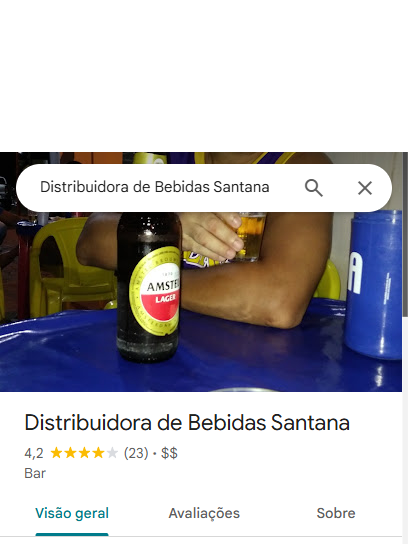 Distribuidora de Bebidas Santana
AMSTEL
LAGER
Distribuidora de Bebidas Santana
4,2 (23) · $$
Bar
Visão geral
Avaliações
Sobre